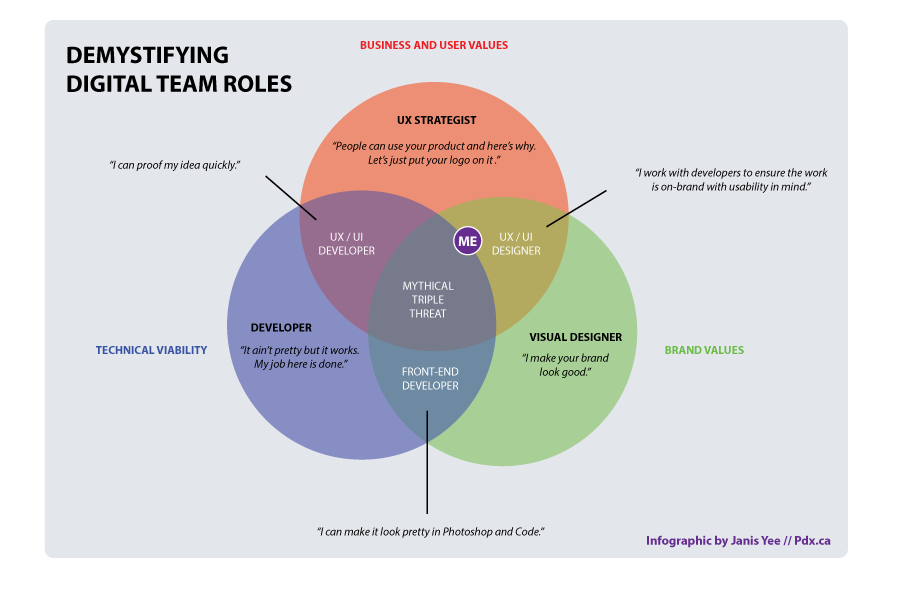 DEMYSTIFYING
DIGITAL TEAM ROLES
BUSINESS AND USER VALUES
UX STRATEGIST
“People can use your product and here’s why.
Let’s just put your logo on it.”
“I can proof my idea quickly.”
“I work with developers to ensure the work
is on-brand with usability in mind.”
UX / UI
DEVELOPER
ME
UX / UI
DESIGNER
MYTHICAL
TRIPLE
THREAT
DEVELOPER
“It ain’t pretty but it works.
My job here is done.”
VISUAL DESIGNER
“I make your brand
look good.”
TECHNICAL VIABILITY
BRAND VALUES
FRONT-END
DEVELOPER
“I can make it look pretty in Photoshop and Code.”
Infographic by Janis Yee // Pdx.ca